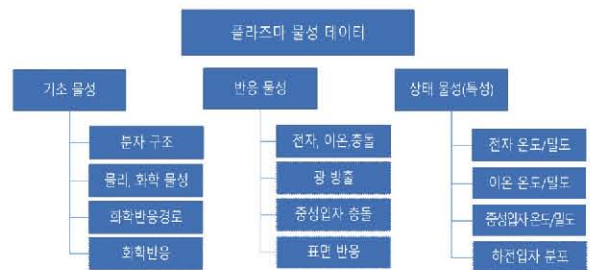 플라즈마 물성 데이터
기초 물성
분자 구조
물리, 화학 물성
화학반응경로
화학반응
반응 물성
전자, 이온,충돌
광 방출
중성입자 충돌
표면 반응
상태 물성(특성)
전자 온도/밀도
이온 온도/밀도
중성입자 온도/밀도
하전입자 분포